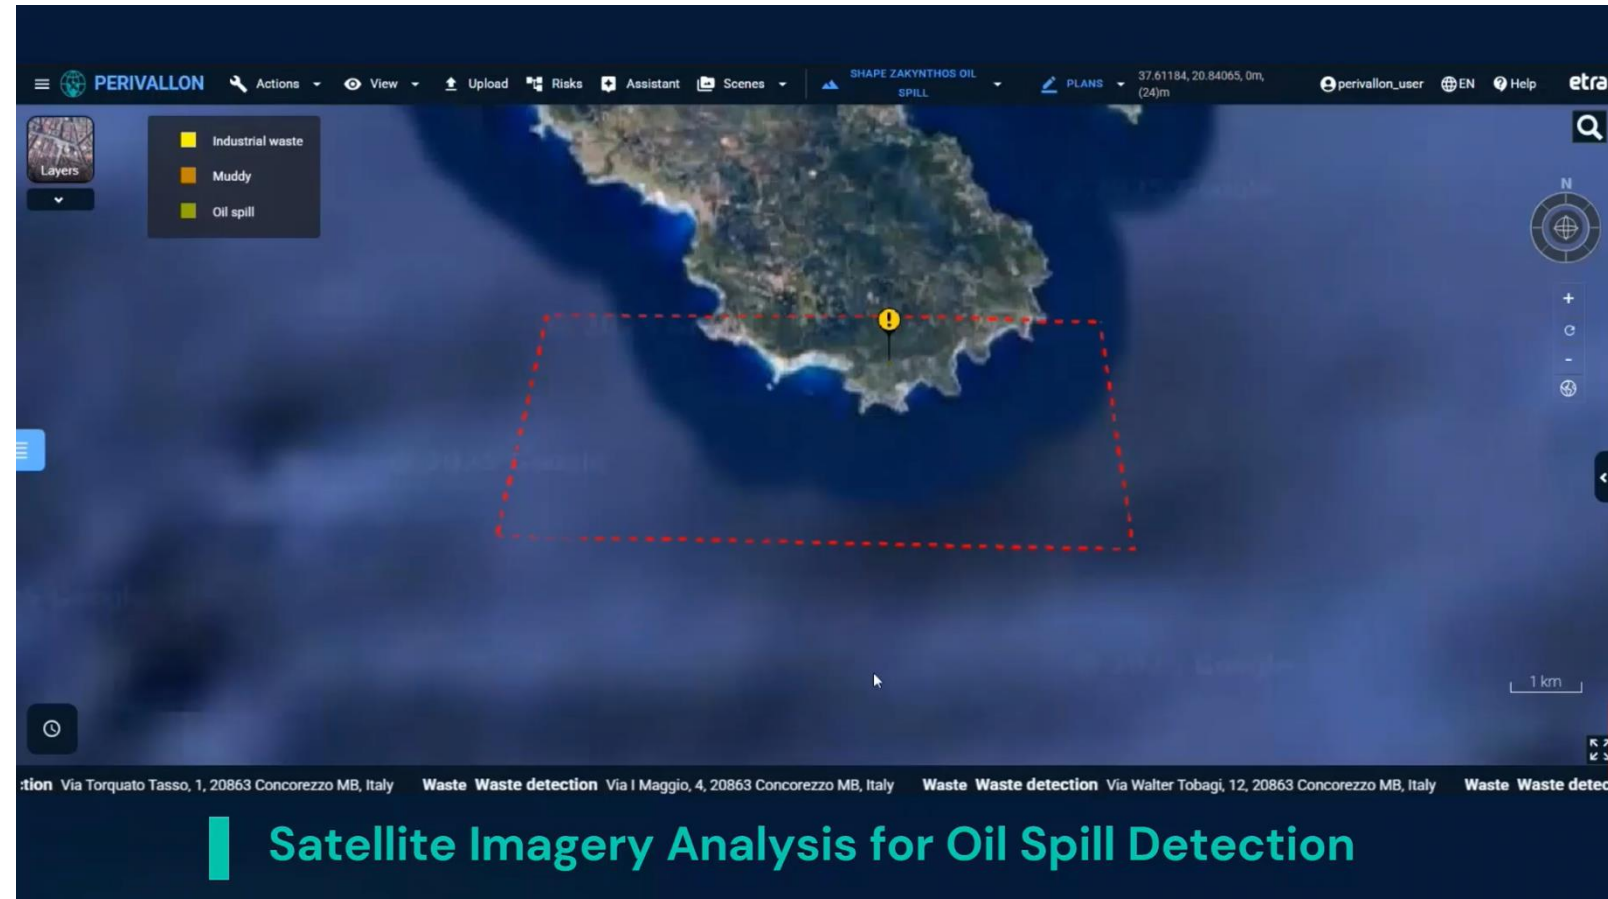 PERIVALLON Actions View Upload Risks Assistant Scenes SHAPE ZAKYNTHOS OIL SPILL PLANS 37.61184, 20.84065, 0m, (24)m perivallon_user EN Help etra
Layers
Industrial waste
Muddy
Oil spill
N
+
-
1 km
:tion Via Torquato Tasso, 1, 20863 Concorezzo MB, Italy Waste Waste detection Via I Maggio, 4, 20863 Concorezzo MB, Italy Waste Waste detection Via Walter Tobagi, 12, 20863 Concorezzo MB, Italy Waste Waste detec
Satellite Imagery Analysis for Oil Spill Detection